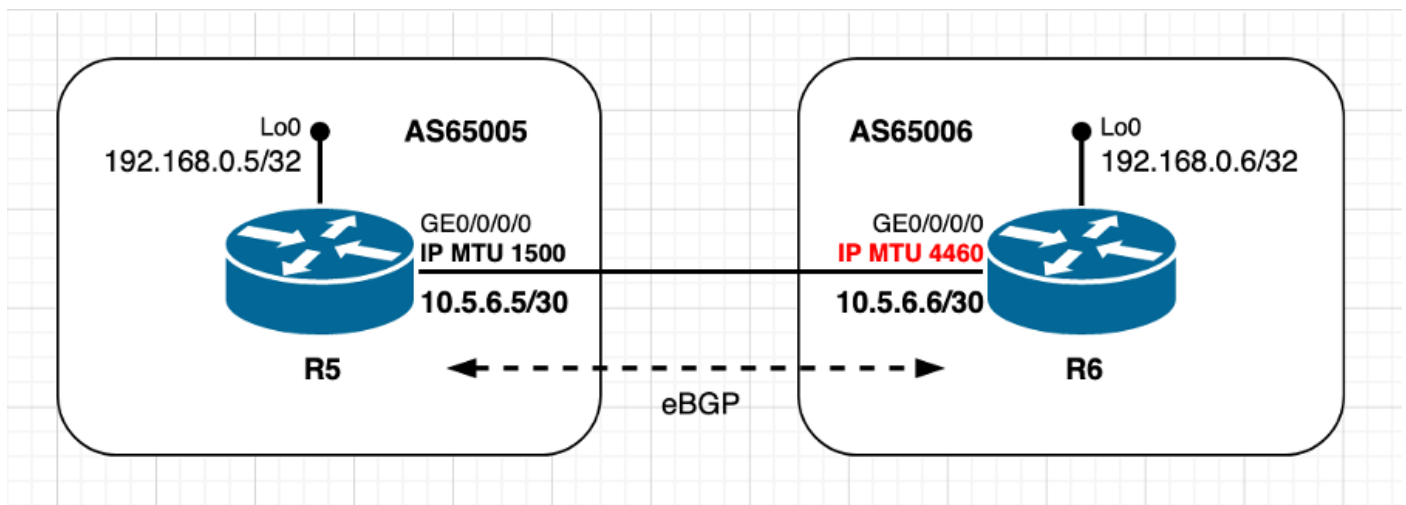 Lo0
192.168.0.5/32
AS65005
GE0/0/0/0
IP MTU 1500
10.5.6.5/30
R5
eBGP
AS65006
Lo0
192.168.0.6/32
GE0/0/0/0
IP MTU 4460
10.5.6.6/30
R6